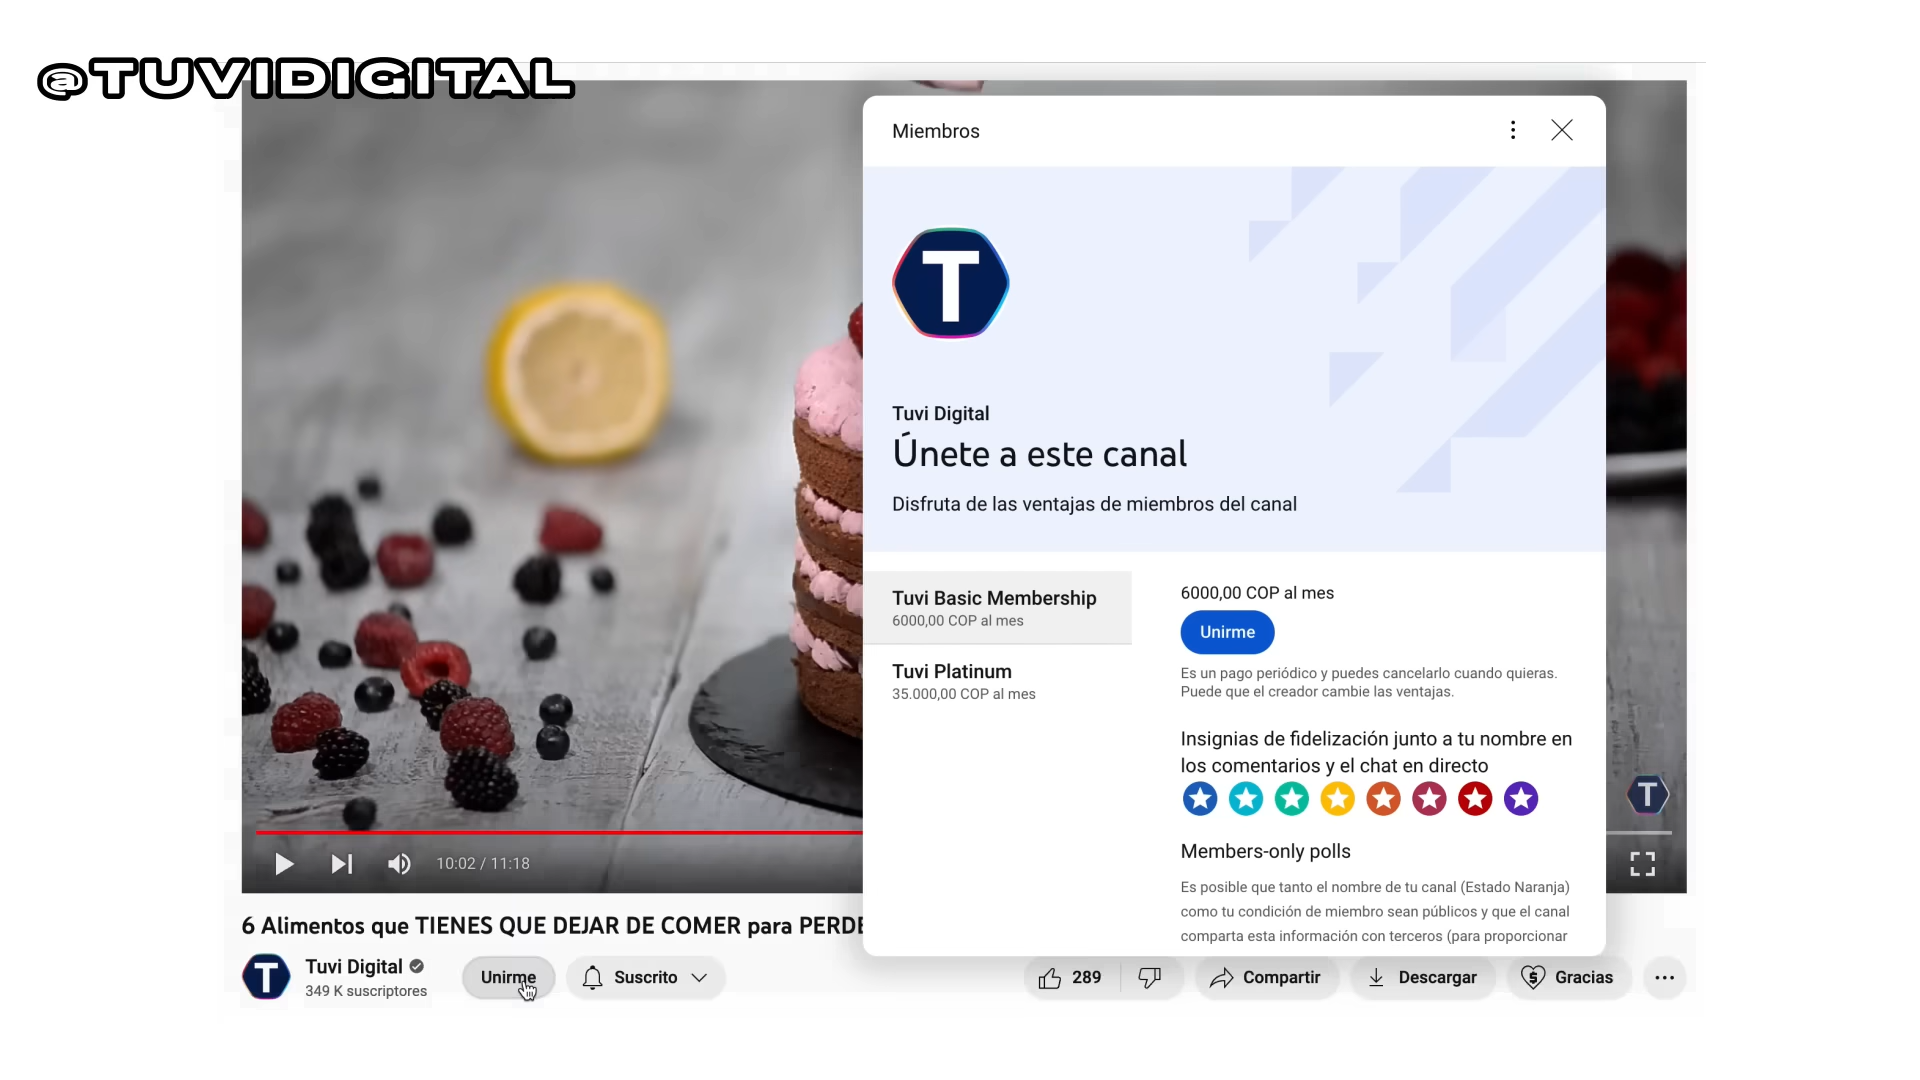 @TUVIDIGITAL
Miembros
T
Tuvi Digital
Únete a este canal
Disfruta de las ventajas de miembros del canal
Tuvi Basic Membership
6000,00 COP al mes
Tuvi Platinum
35.000,00 COP al mes
6000,00 COP al mes
Unirme
Es un pago periódico y puedes cancelarlo cuando quieras.
Puede que el creador cambie las ventajas.
Insignias de fidelización junto a tu nombre en
los comentarios y el chat en directo
Members-only polls
Es posible que tanto el nombre de tu canal (Estado Naranja)
como tu condición de miembro sean públicos y que el canal
comparta esta información con terceros (para proporcionar
T
10:02 / 11:18
6 Alimentos que TIENES QUE DEJAR DE COMER para PERDE
T
Tuvi Digital
349 K suscriptores
Unirme
Suscrito
289
Compartir
Descargar
Gracias